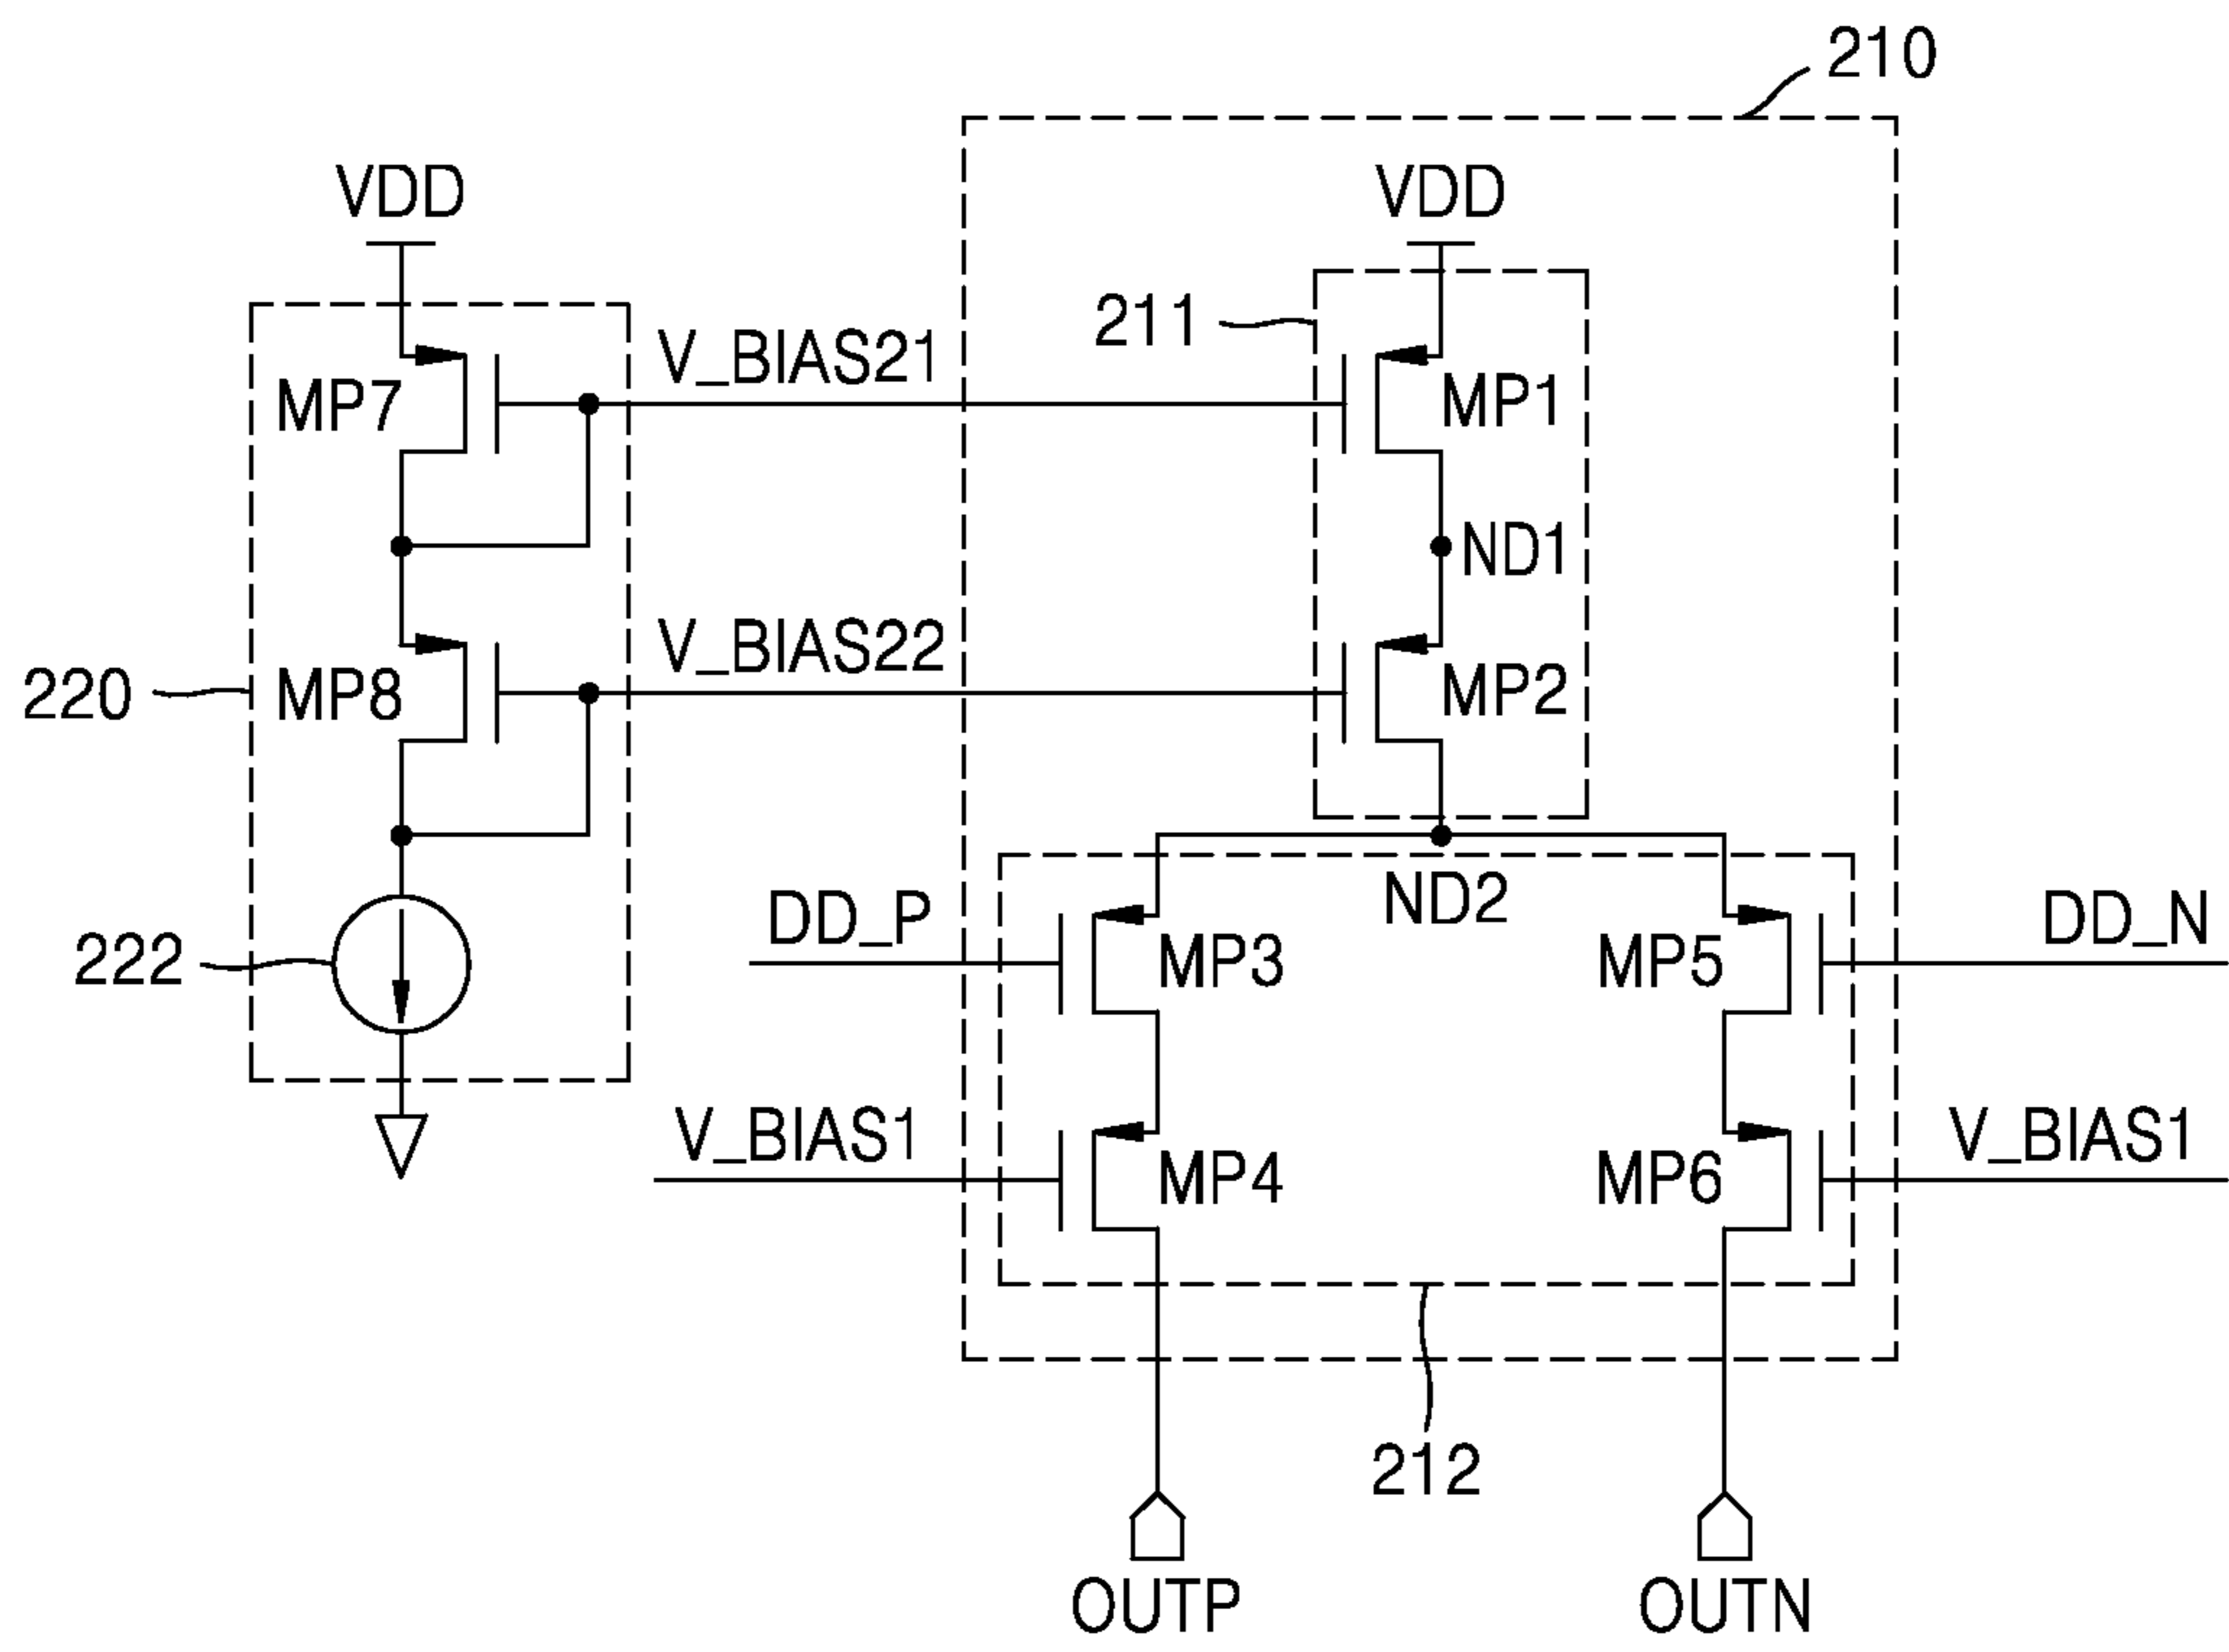 210
VDD
VDD
211
V_BIAS21
MP7
MP1
ND1
V_BIAS22
220
MP8
MP2
ND2
DD_P
DD_N
222
MP3
MP5
V_BIAS1
V_BIAS1
MP4
MP6
212
OUTP
OUTN